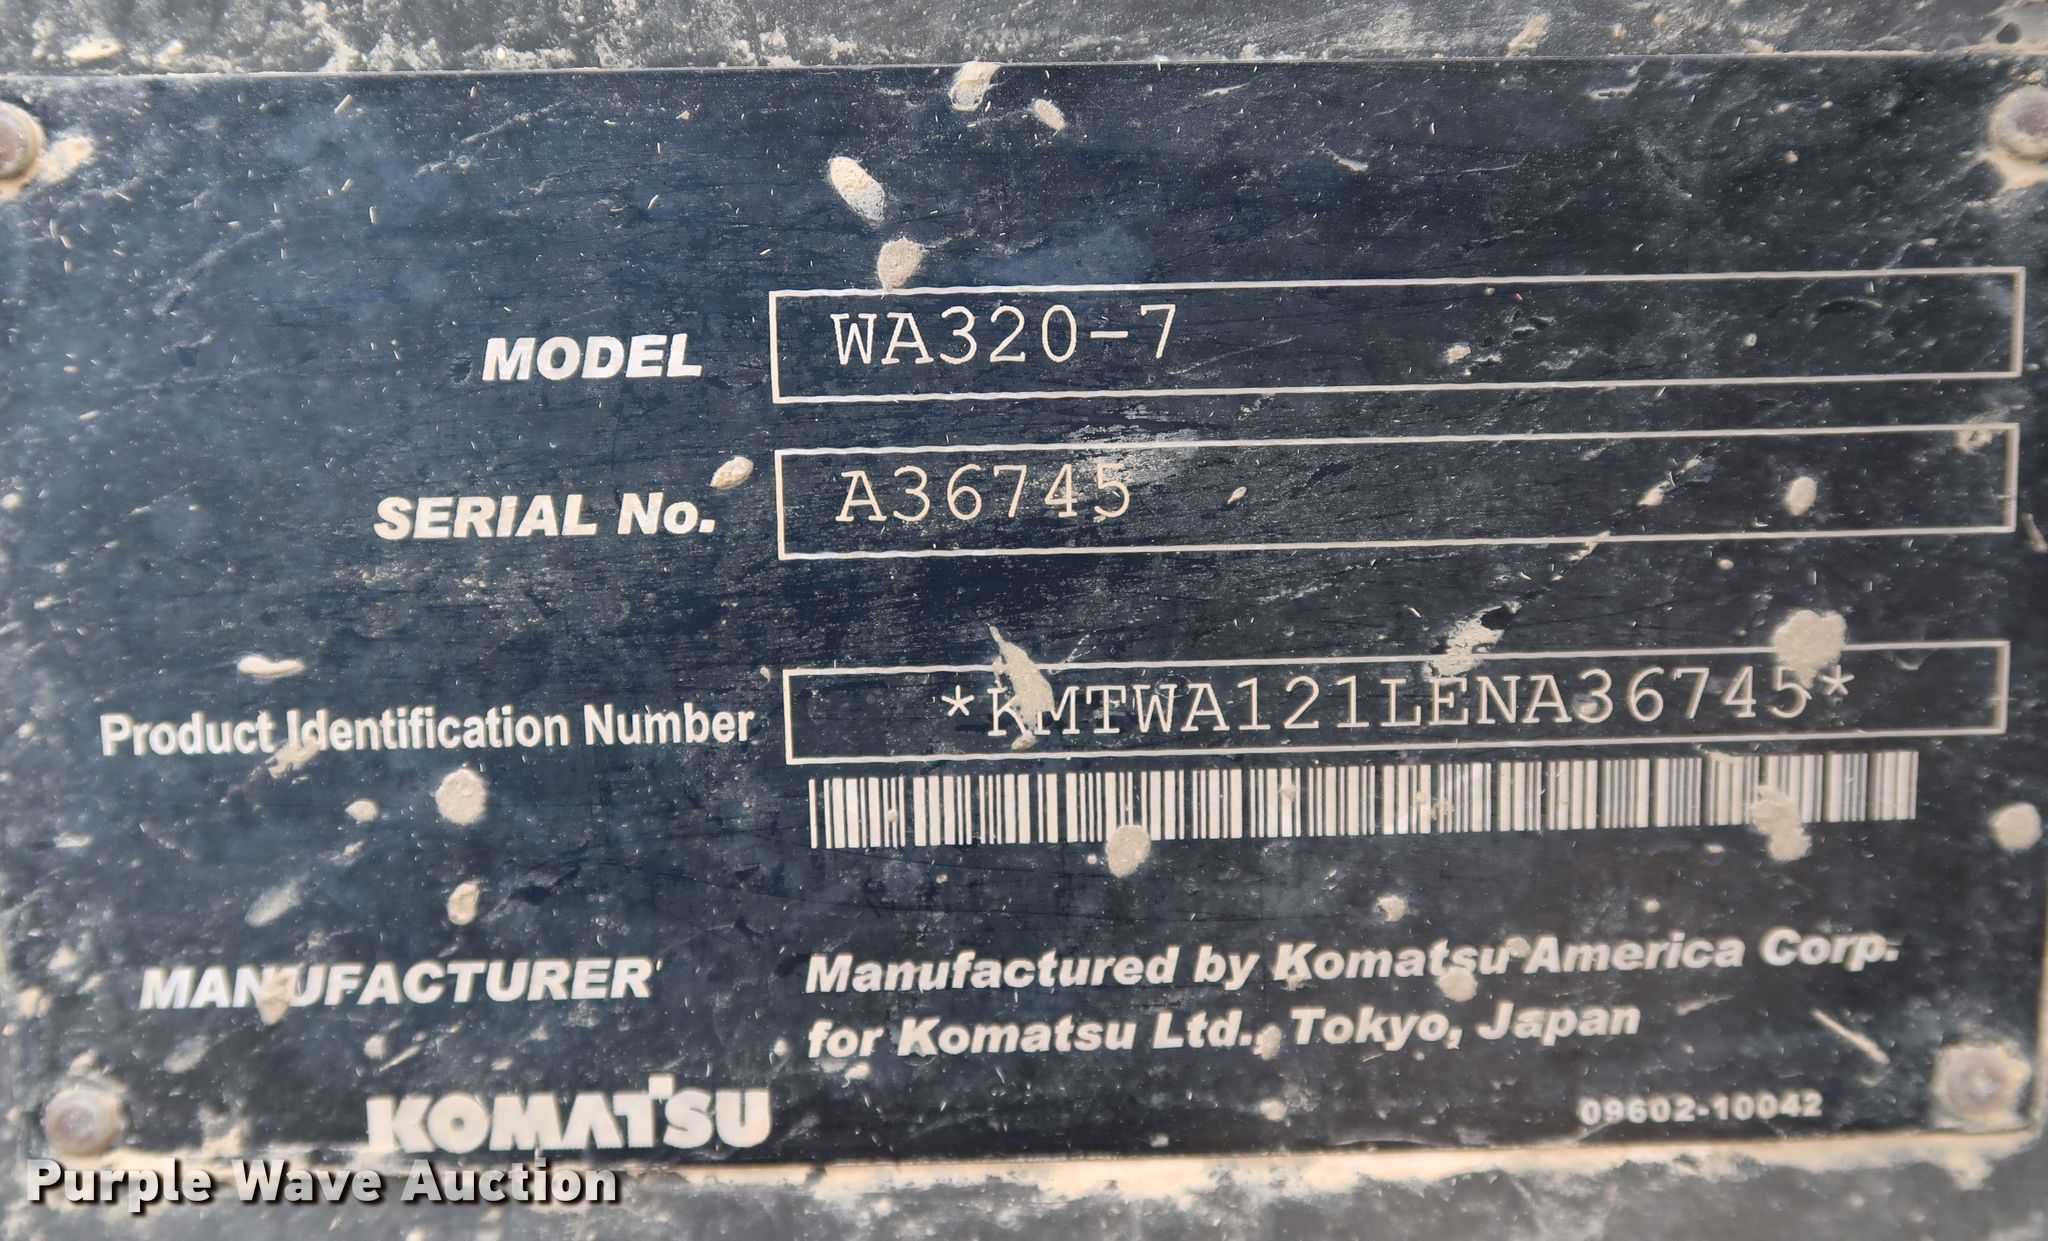 MODEL WA320-7
SERIAL No. A36745
Product Identification Number *KMTWA121LENA36745*
MANUFACTURER Manufactured by Komatsu America Corp.
for Komatsu Ltd., Tokyo, Japan
KOMATSU 09602-10042
Purple Wave Auction